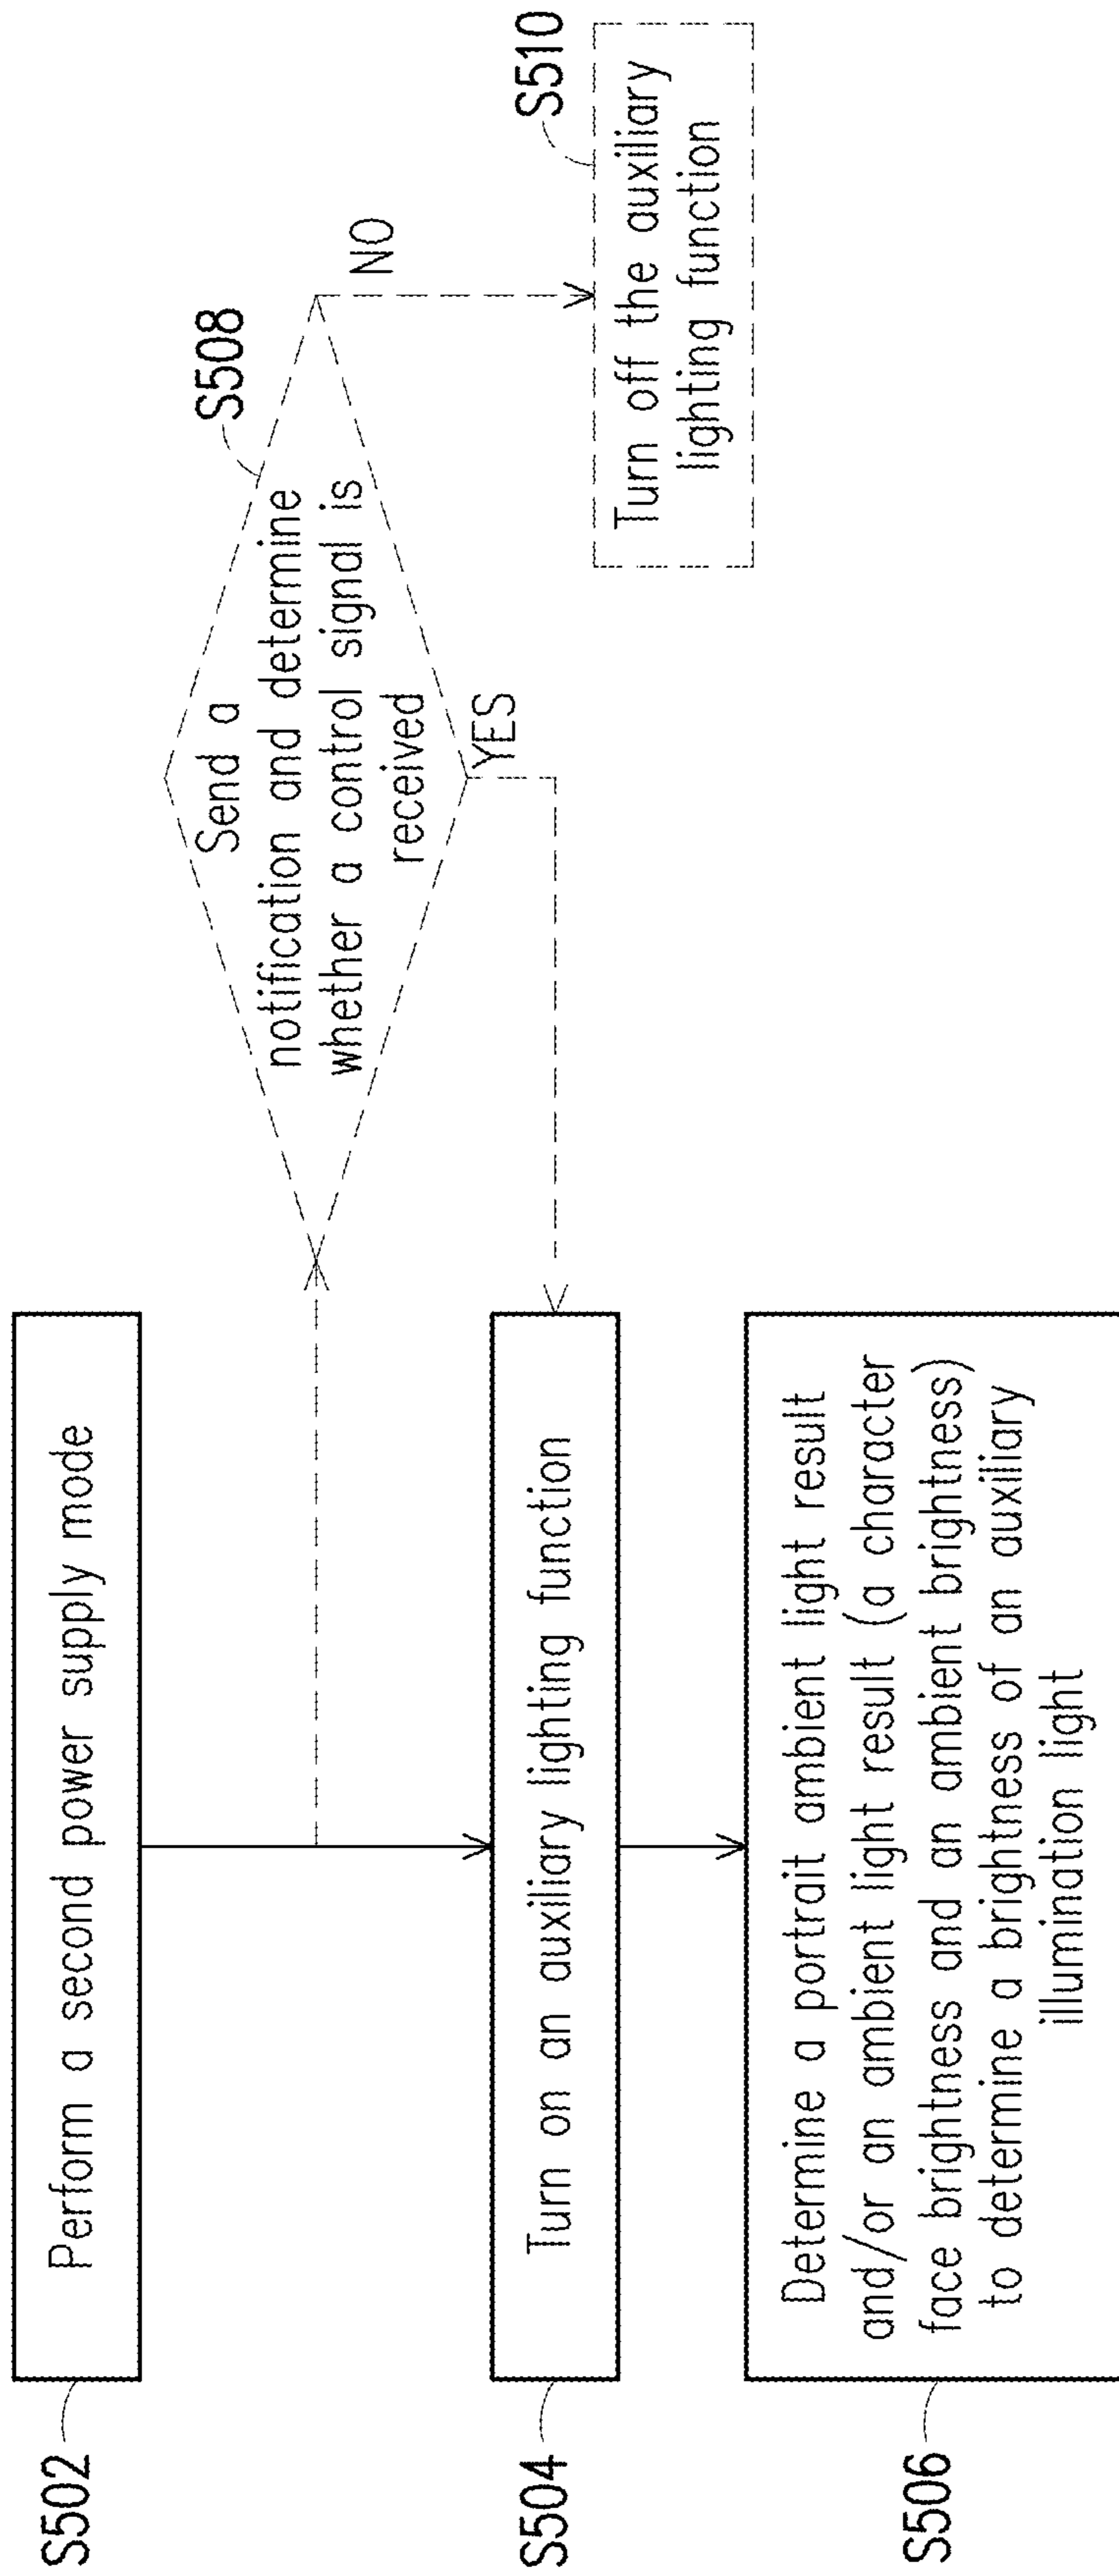 S502
Perform a second power supply mode
S508
Send a
notification and determine
whether a control signal is
received
NO
YES
S510
Turn off the auxiliary
lighting function
S504
Turn on an auxiliary lighting function
S506
Determine a portrait ambient light result
and/or an ambient light result (a character
face brightness and an ambient brightness)
to determine a brightness of an auxiliary
illumination light